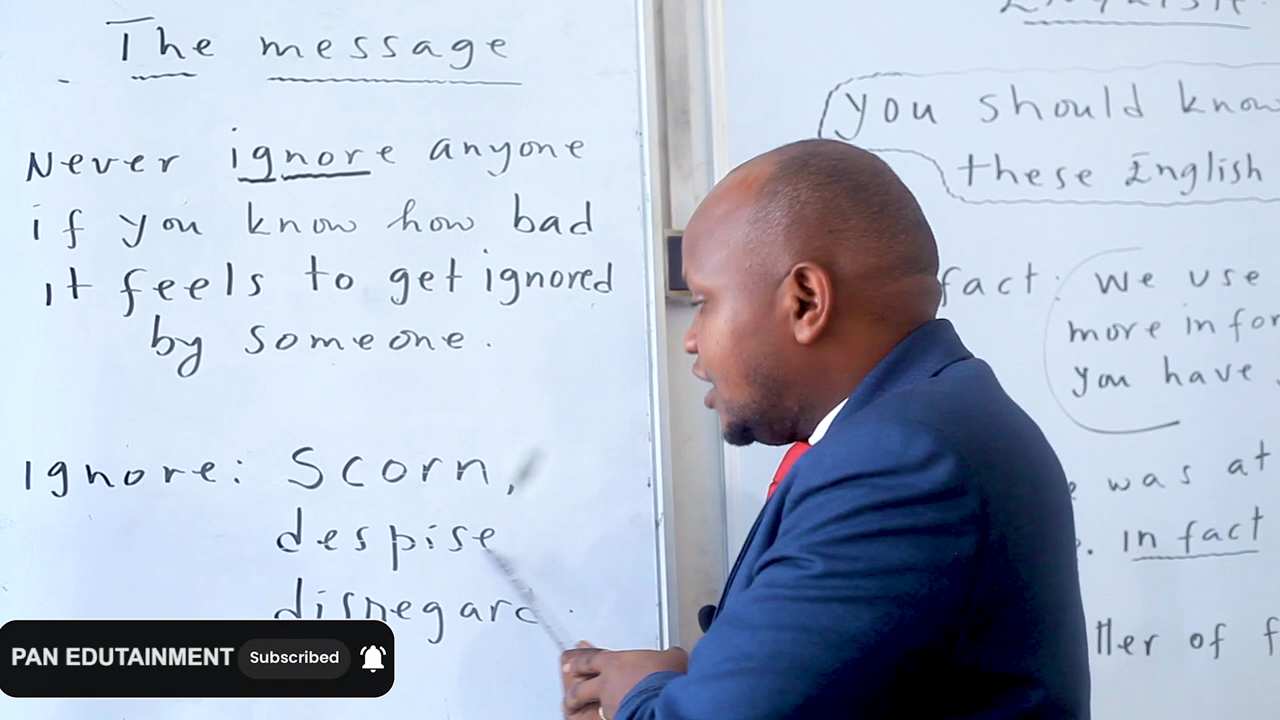 The message
Never ignore anyone
if you know how bad
it feels to get ignored
by someone.
Ignore: Scorn,
despise
disregard.
English.
you should know
these English
fact: We use
more infor
you have
was at
In fact
tter of f
PAN EDUTAINMENT Subscribed